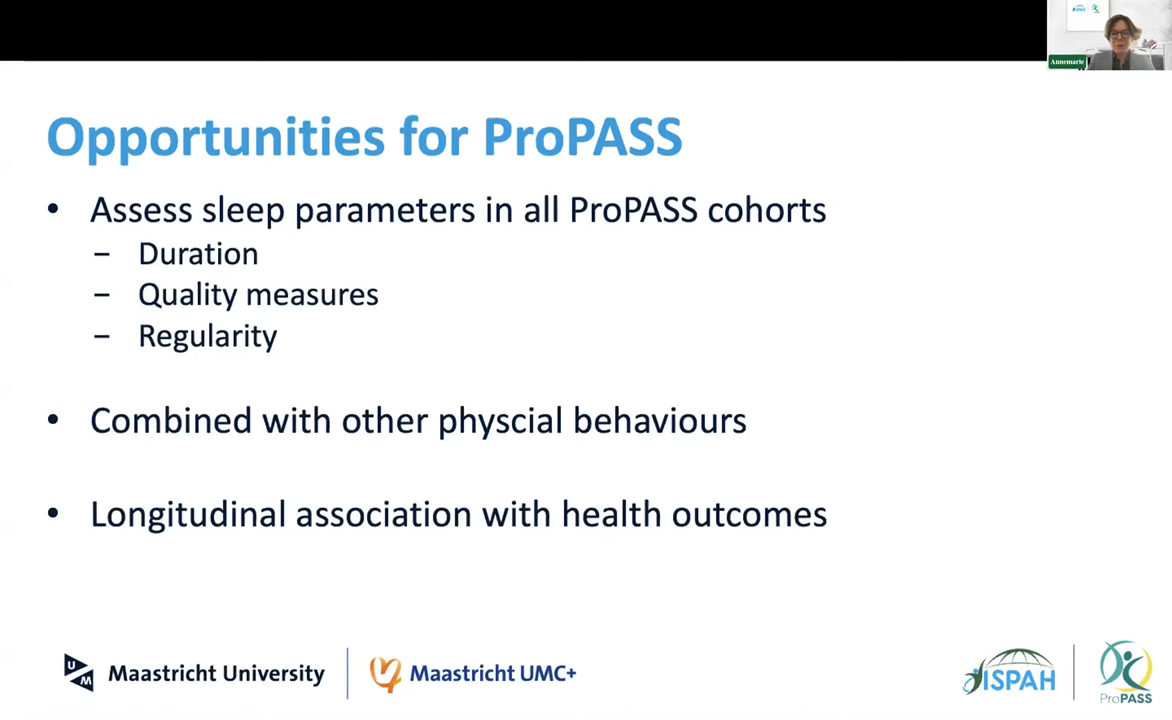 Annemarie
Opportunities for ProPASS
• Assess sleep parameters in all ProPASS cohorts
– Duration
– Quality measures
– Regularity
• Combined with other physcial behaviours
• Longitudinal association with health outcomes
UM Maastricht University
Maastricht UMC+
ISPAH
ProPASS